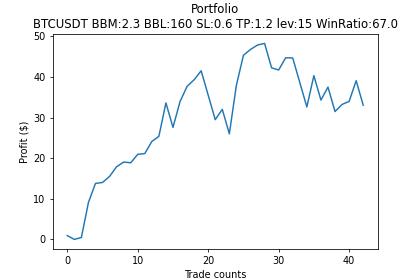 Portfolio
BTCUSDT BBM:2.3 BBL:160 SL:0.6 TP:1.2 lev:15 WinRatio:67.0
50
40
30
20
10
0
Profit ($)
0
10
20
30
40
Trade counts